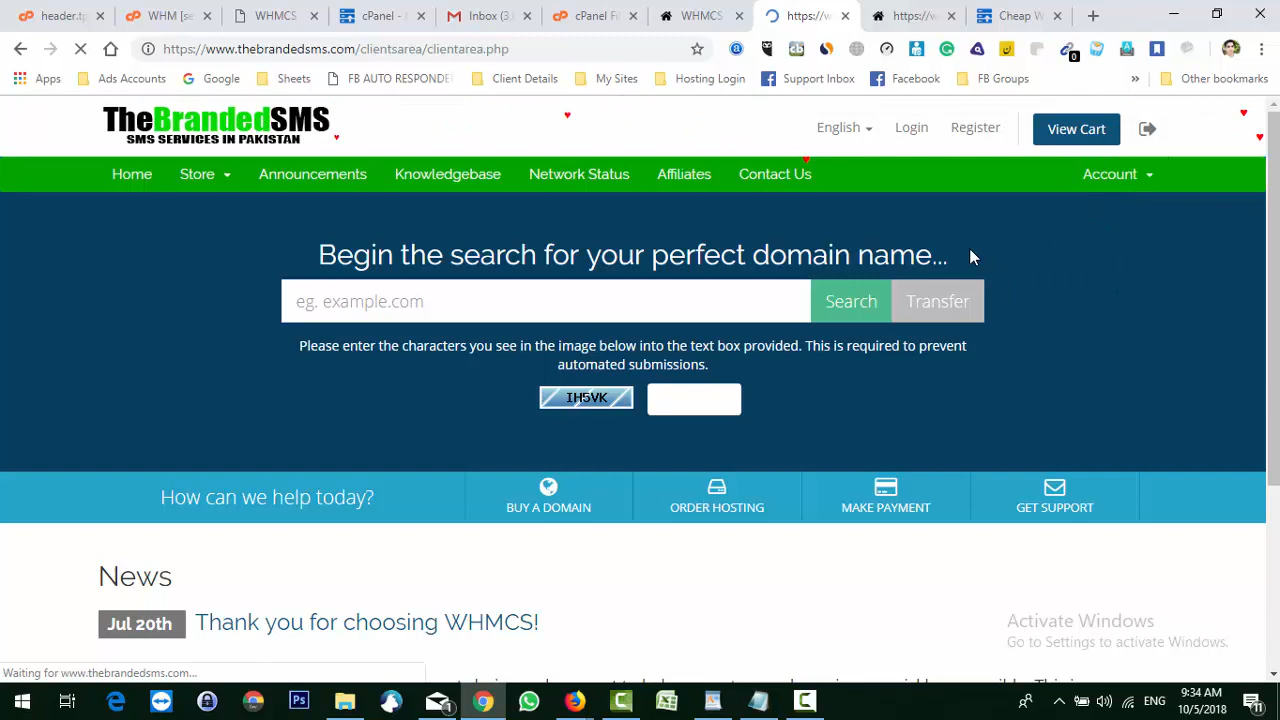 header.tp
WHM [se
WHMCS
cPanel -
Inbox (3.
cPanel Fi
WHMCS
https://w
https://w
Cheap W
https://www.thebrandedsms.com/clientsarea/clientarea.php
0
Apps Ads Accounts Google Sheets FB AUTO RESPONDE Client Details My Sites Hosting Login Support Inbox Facebook FB Groups » Other bookmarks
TheBrandedSMS
SMS SERVICES IN PAKISTAN
English Login Register View Cart
Home Store Announcements Knowledgebase Network Status Affiliates Contact Us Account
Begin the search for your perfect domain name...
eg. example.com Search Transfer
Please enter the characters you see in the image below into the text box provided. This is required to prevent
automated submissions.
IH5VK
How can we help today?
BUY A DOMAIN ORDER HOSTING MAKE PAYMENT GET SUPPORT
News
Jul 20th Thank you for choosing WHMCS!
Activate Windows
Go to Settings to activate Windows.
Waiting for www.thebrandedsms.com...
Ps
1
ENG
9:34 AM
10/5/2018
11